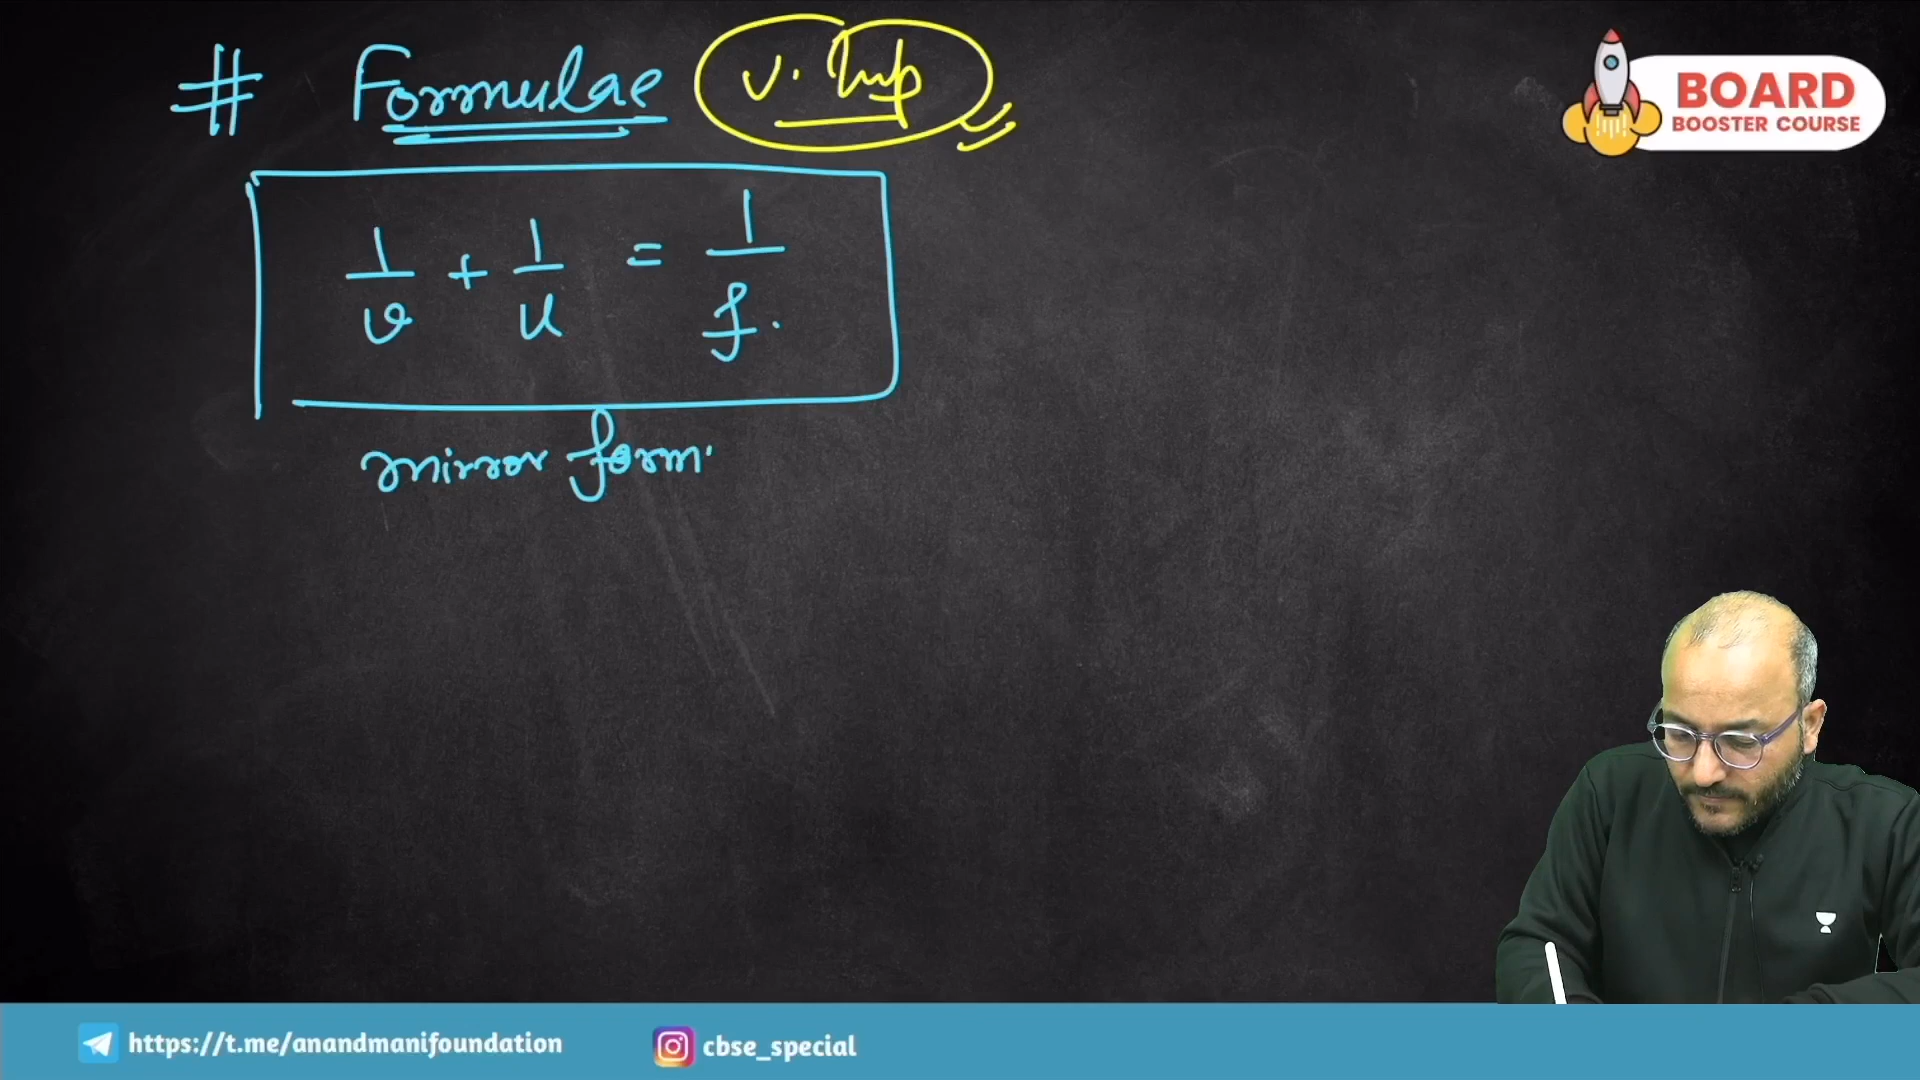 # Formulae V. Imp
1/v + 1/u = 1/f.
mirror form
BOARD
BOOSTER COURSE
https://t.me/anandmanifoundation
cbse_special